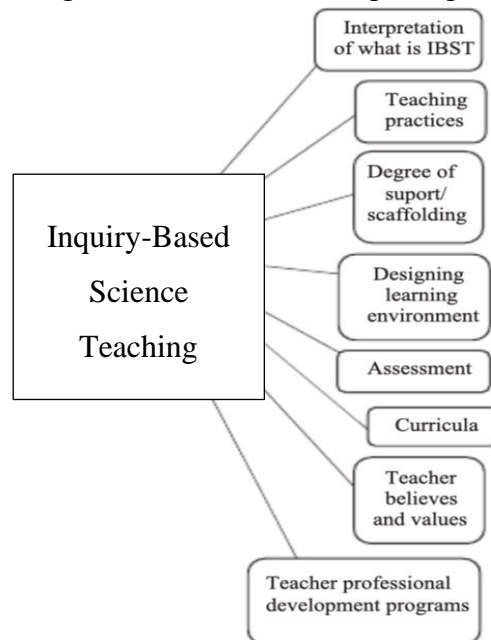 Interpretation
of what is IBST
Teaching
practices
Degree of
suport/
scaffolding
Inquiry-Based
Science
Teaching
Designing
learning
environment
Assessment
Curricula
Teacher
believes
and values
Teacher professional
development programs